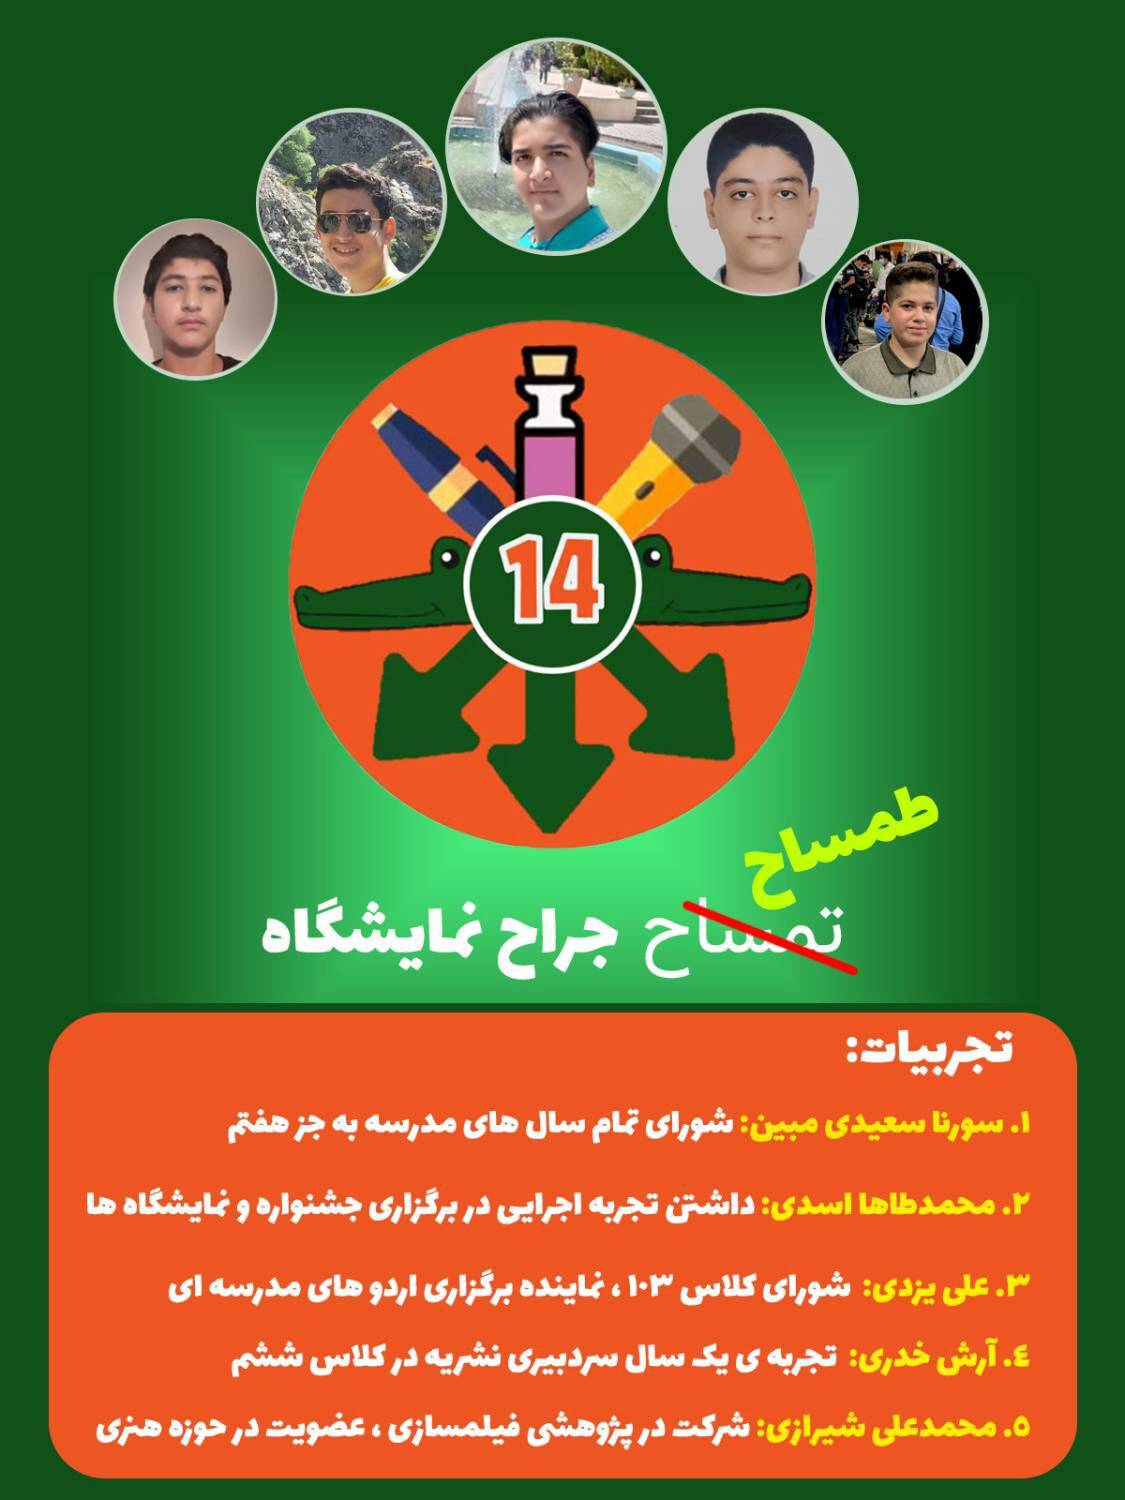 14
طمساح
تمساح جراح نمایشگاه
تجربیات:
۱. سورنا سعیدی مبین: شورای تمام سال های مدرسه به جز هفتم
۲. محمدطاها اسدی: داشتن تجربه اجرایی در برگزاری جشنواره و نمایشگاه ها
۳. علی یزدی: شورای کلاس ۱۰۳ ، نماینده برگزاری اردو های مدرسه ای
٤. آرش خدری: تجربه ی یک سال سردبیری نشریه در کلاس ششم
۵. محمدعلی شیرازی: شرکت در پژوهشی فیلمسازی ، عضویت در حوزه هنری